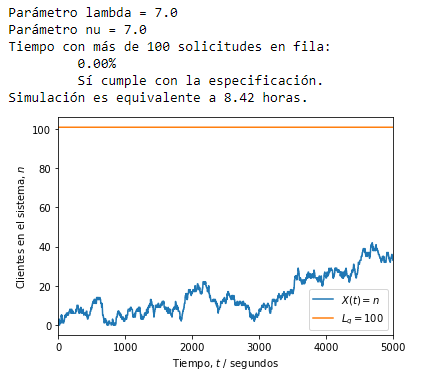 Parámetro lambda = 7.0
Parámetro nu = 7.0
Tiempo con más de 100 solicitudes en fila:
0.00%
Sí cumple con la especificación.
Simulación es equivalente a 8.42 horas.
100
80
60
40
20
0
Clientes en el sistema, n
X(t) = n
L_q = 100
0 1000 2000 3000 4000 5000
Tiempo, t / segundos